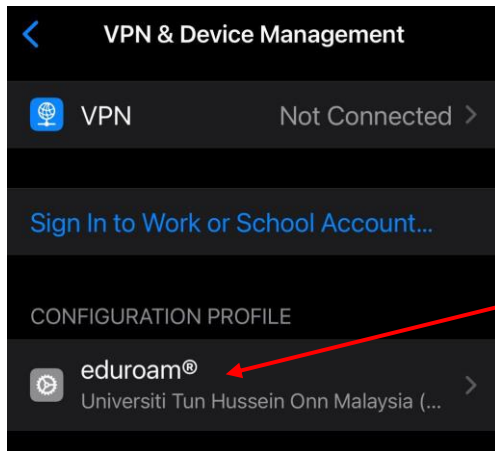 VPN & Device Management
VPN Not Connected
Sign In to Work or School Account...
CONFIGURATION PROFILE
eduroam®
Universiti Tun Hussein Onn Malaysia (...